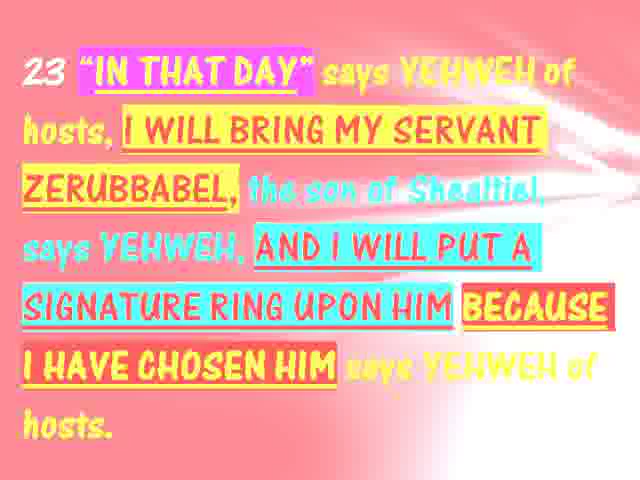 23 “IN THAT DAY” says YEHWEH of
hosts, I WILL BRING MY SERVANT
ZERUBBABEL, the son of Shealtiel,
says YEHWEH, AND I WILL PUT A
SIGNATURE RING UPON HIM BECAUSE
I HAVE CHOSEN HIM says YEHWEH of
hosts.